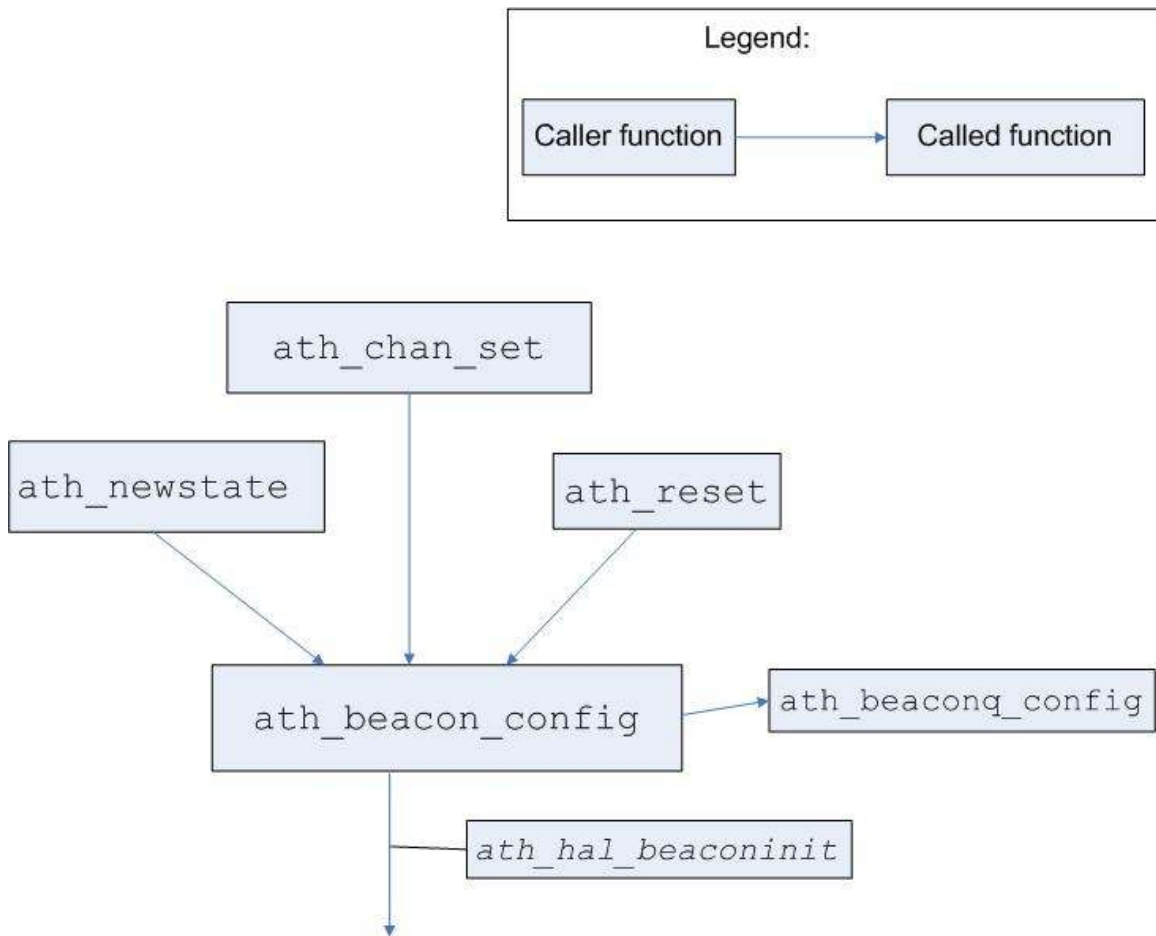 Legend:
Caller function
Called function
ath_chan_set
ath_newstate
ath_reset
ath_beacon_config
ath_beaconq_config
ath_hal_beaconinit